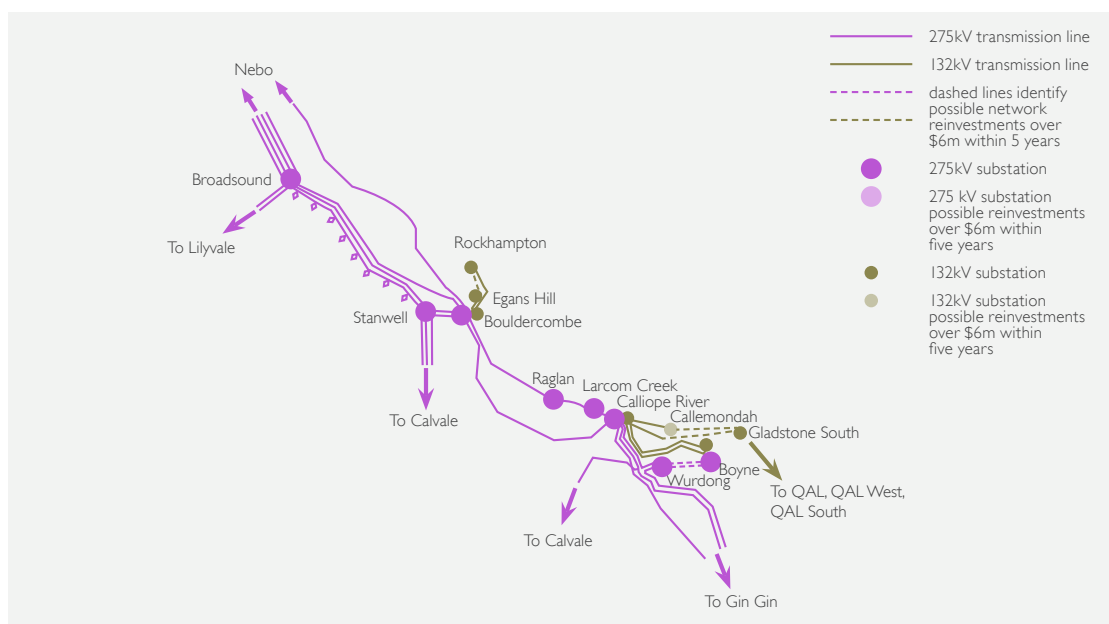 275kV transmission line
132kV transmission line
dashed lines identify
possible network
reinvestments over
$6m within 5 years
275kV substation
275 kV substation
possible reinvestments
over $6m within
five years
132kV substation
132kV substation
possible reinvestments
over $6m within
five years
Nebo
Broadsound
To Lilyvale
Rockhampton
Egans Hill
Stanwell
Bouldercombe
Raglan
Larcom Creek
Calliope River
To Calvale
Callemondah
Gladstone South
Boyne
Wurdong
To QAL, QAL West,
QAL South
To Calvale
To Gin Gin